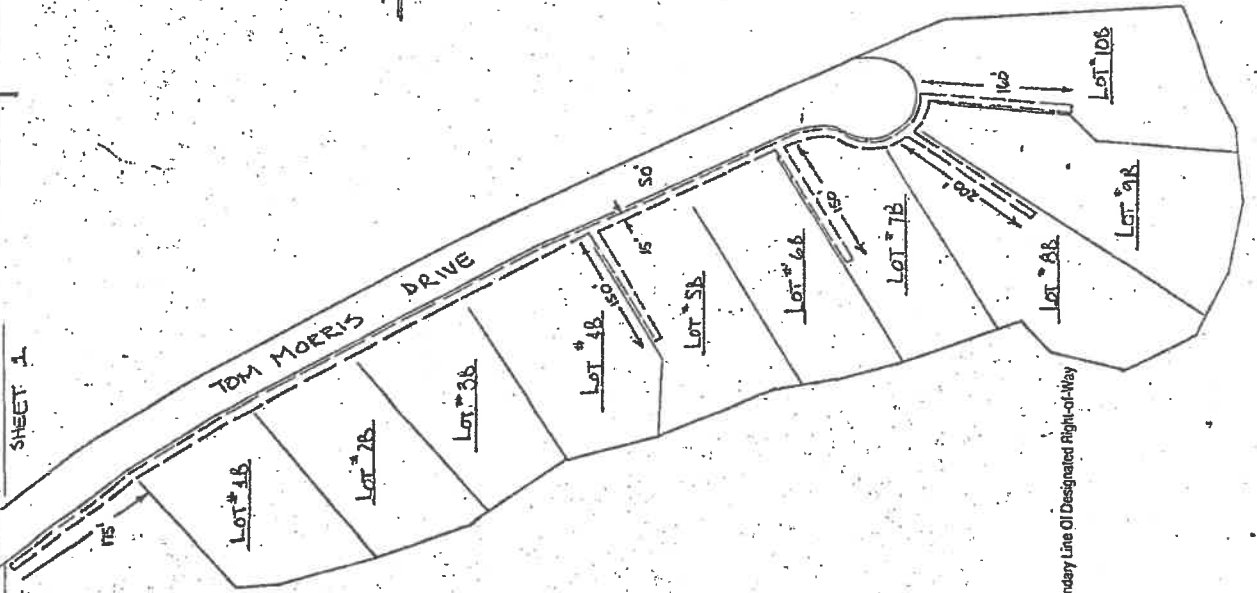 SHEET 1
TOM MORRIS DRIVE
175'
LOT #1B
LOT #2B
LOT #3B
LOT #4B
150'
15'
50'
LOT #5B
LOT #6B
150'
LOT #7B
LOT #8B
200'
LOT #9B
160'
LOT #10B
ndary Line Of Designated Right-of-Way